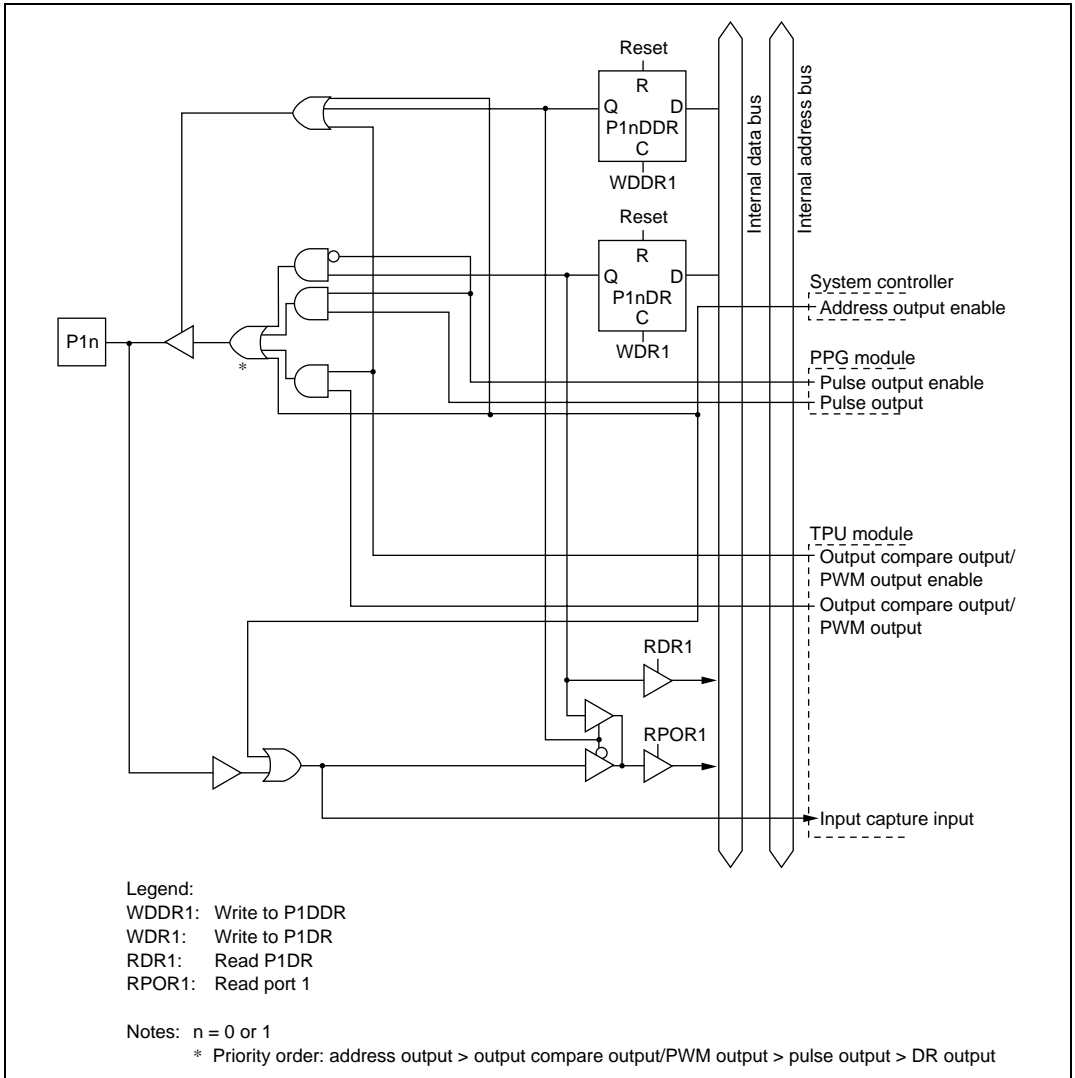 Reset
R
Q D
P1nDDR
C
WDDR1
Reset
R
Q D
P1nDR
C
WDR1
Internal data bus
Internal address bus
System controller
Address output enable
PPG module
Pulse output enable
Pulse output
P1n
*
TPU module
Output compare output/
PWM output enable
Output compare output/
PWM output
RDR1
RPOR1
Input capture input
Legend:
WDDR1: Write to P1DDR
WDR1: Write to P1DR
RDR1: Read P1DR
RPOR1: Read port 1
Notes: n = 0 or 1
* Priority order: address output > output compare output/PWM output > pulse output > DR output